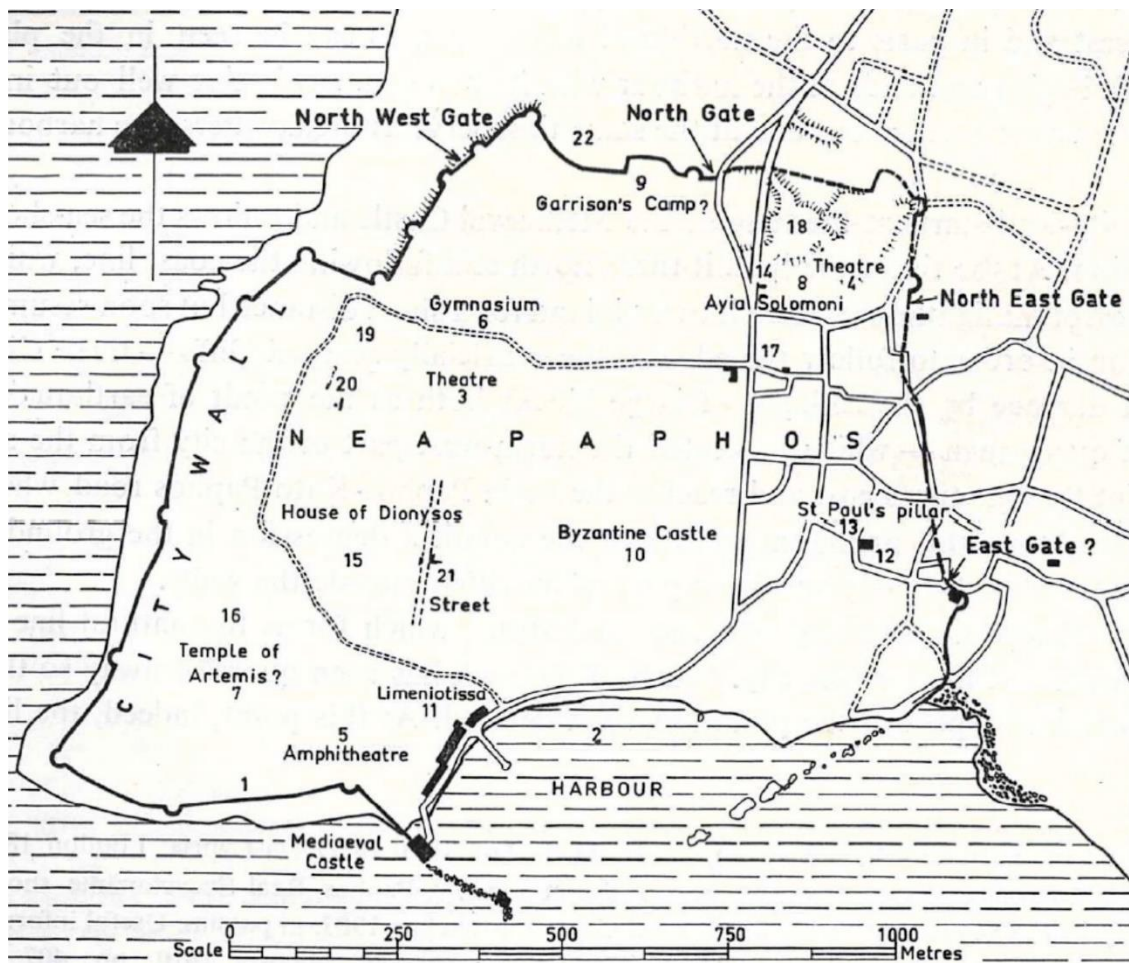 North West Gate
22
North Gate
9
Garrison's Camp?
18
Theatre
14
8
4
Ayia Solomoni
North East Gate
Gymnasium
6
19
17
20
Theatre
3
CITY WALL
NEA PAPHOS
House of Dionysos
15
21
Street
Byzantine Castle
10
St Paul's pillar
13
12
East Gate ?
16
Temple of
Artemis?
7
Limeniotissa
11
5
Amphitheatre
2
1
HARBOUR
Mediaeval
Castle
Scale 0 250 500 1000 Metres